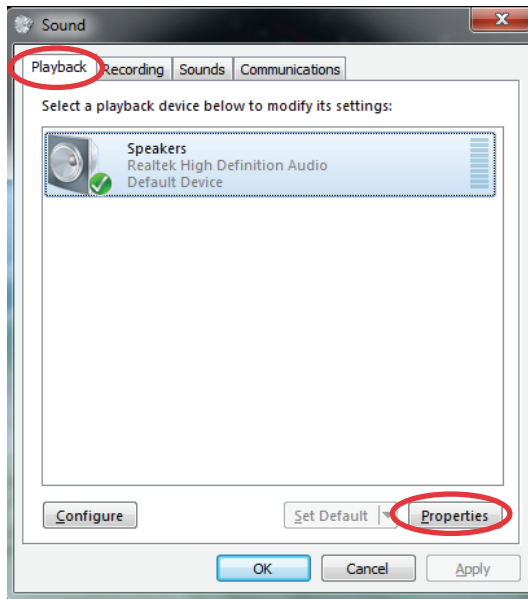 Sound
Playback Recording Sounds Communications
Select a playback device below to modify its settings:
Speakers
Realtek High Definition Audio
Default Device
Configure Set Default Properties
OK Cancel Apply